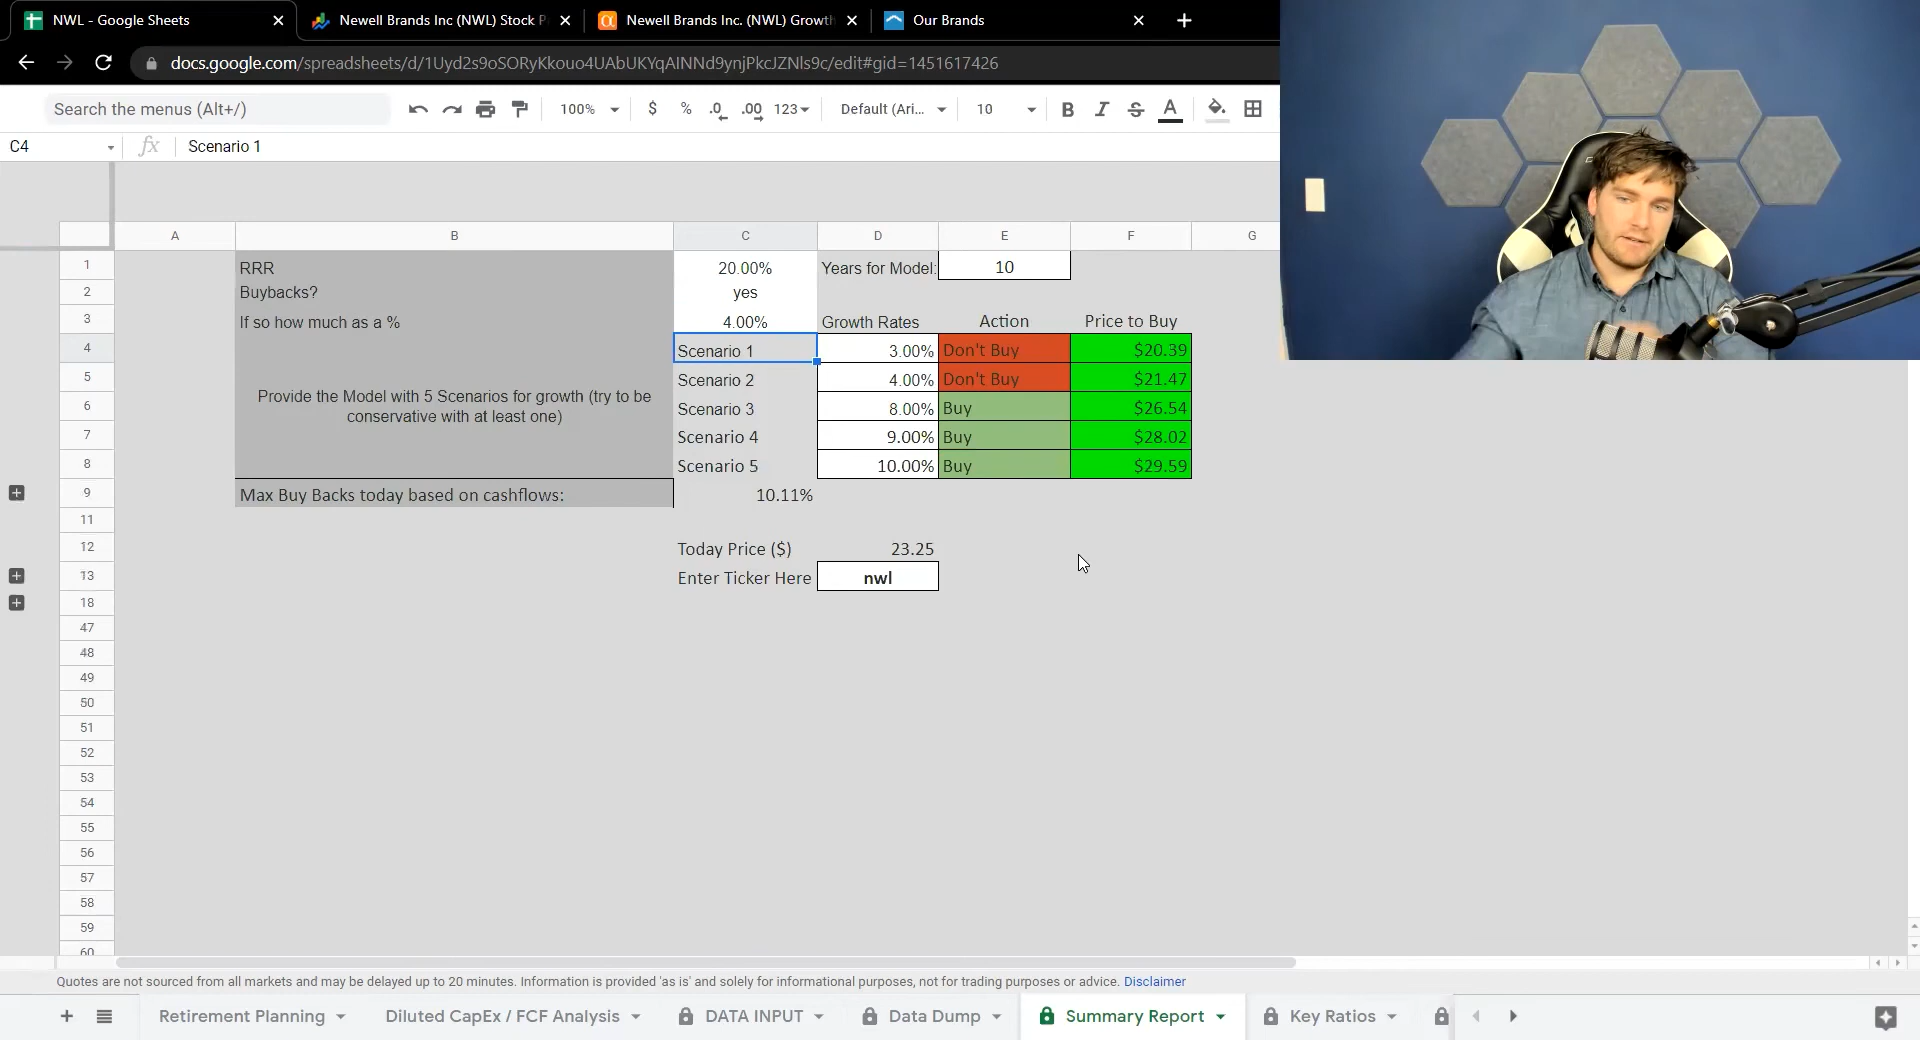 NWL - Google Sheets
Newell Brands Inc (NWL) Stock P
Newell Brands Inc. (NWL) Growth
Our Brands
docs.google.com/spreadsheets/d/1Uyd2s9oSORyKkouo4UAbUKYqAINNd9ynjPkcJZNls9c/edit#gid=1451617426
Search the menus (Alt+/)
100%
$ % .0 .00 123
Default (Ari...
10
B I S A
C4
fx
Scenario 1
A B C D E F G
1 RRR 20.00% Years for Model: 10
2 Buybacks? yes
3 If so how much as a % 4.00% Growth Rates Action Price to Buy
4 Scenario 1 3.00% Don't Buy $20.39
5 Scenario 2 4.00% Don't Buy $21.47
Provide the Model with 5 Scenarios for growth (try to
conservative with at least one)
6 Scenario 3 8.00% Buy $26.54
7 Scenario 4 9.00% Buy $28.02
8 Scenario 5 10.00% Buy $29.59
9 Max Buy Backs today based on cashflows: 10.11%
11
12 Today Price ($) 23.25
13 Enter Ticker Here nwl
18
47
48
49
50
51
52
53
54
55
56
57
58
59
60
Quotes are not sourced from all markets and may be delayed up to 20 minutes. Information is provided 'as is' and solely for informational purposes, not for trading purposes or advice. Disclaimer
Retirement Planning
Diluted CapEx / FCF Analysis
DATA INPUT
Data Dump
Summary Report
Key Ratios